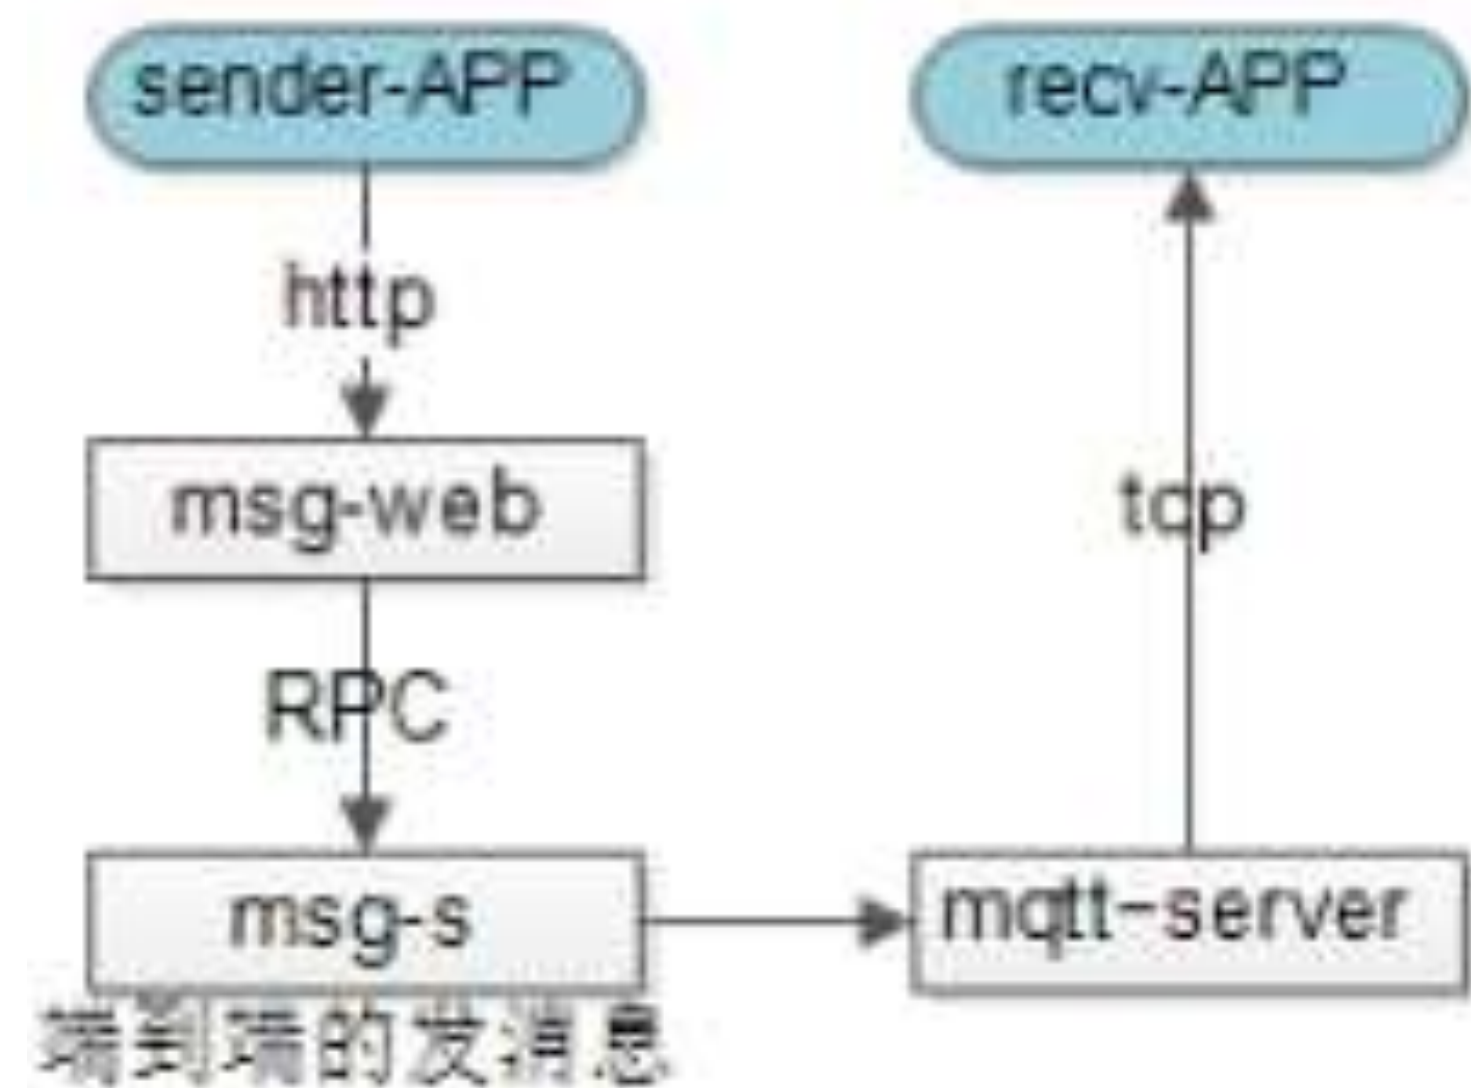 sender-APP
recv-APP
http
msg-web
tcp
RPC
msg-s
mqtt-server
端到端的发消息